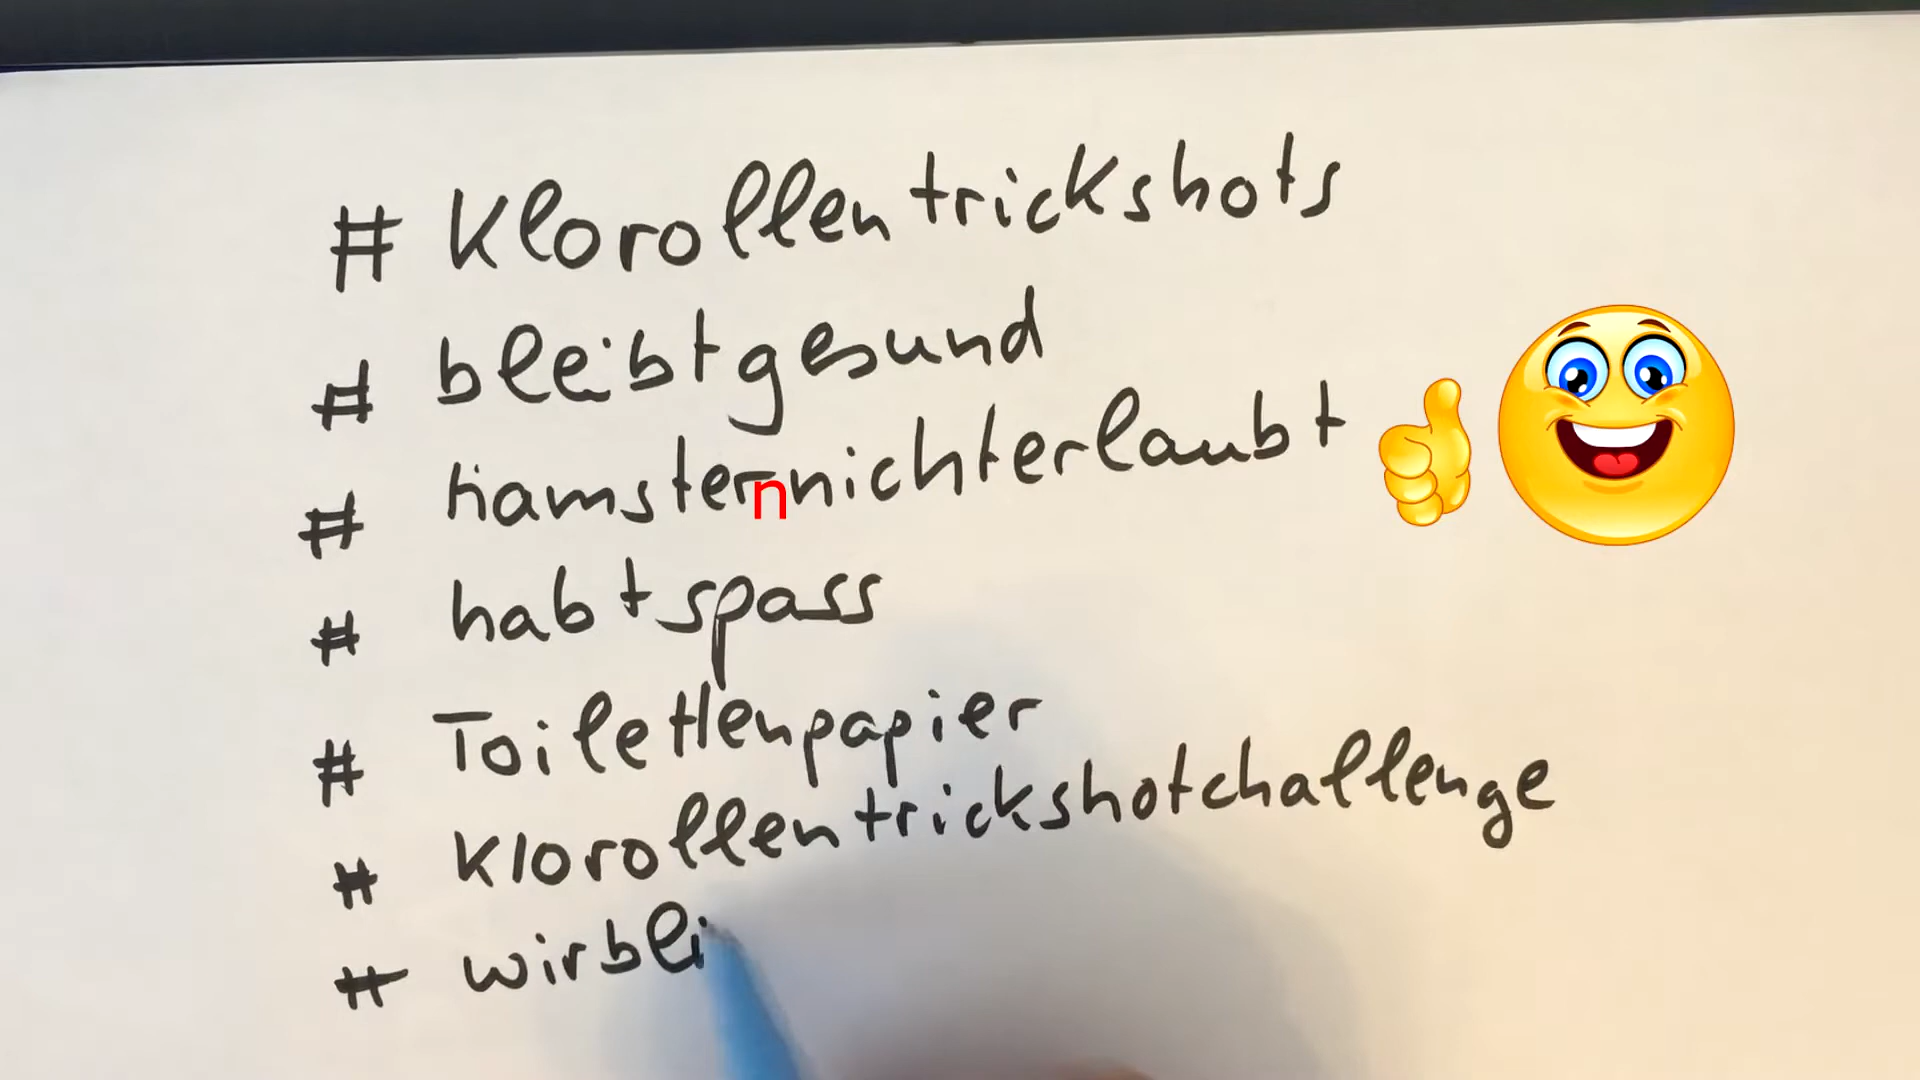 # Klorollentrickshots
# bleibtgesund
# hamsternnichterlaubt
# habtspass
# Toilettenpapier
# Klorollentrickshotchallenge
# wirblei